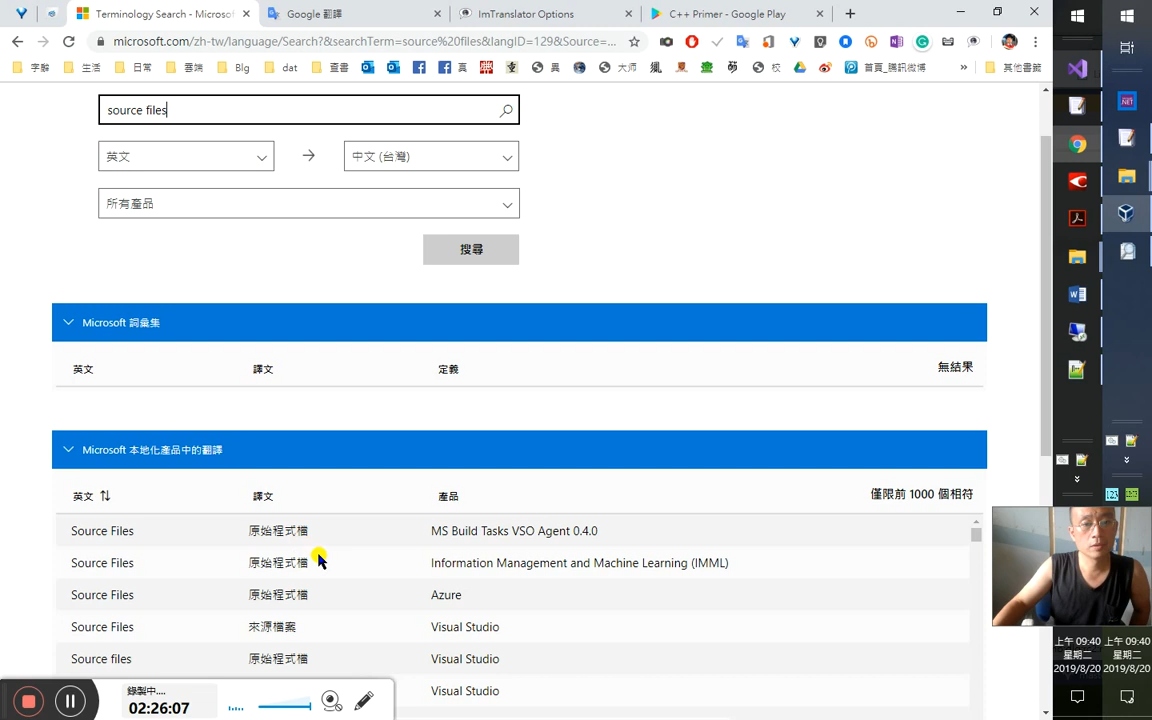 Terminology Search - Microsof
Google 翻譯
ImTranslator Options
C++ Primer - Google Play
microsoft.com/zh-tw/language/Search?&searchTerm=source%20files&langID=129&Source=...
字辭
生活
日常
雲端
Blg
dat
查書
真
異
大师
校
首頁_騰訊微博
»
其他書籤
source files
英文
中文 (台灣)
所有產品
搜尋
Microsoft 詞彙集
英文 譯文 定義 無結果
Microsoft 本地化產品中的翻譯
英文 譯文 產品 僅限前 1000 個相符
Source Files 原始程式檔 MS Build Tasks VSO Agent 0.4.0
Source Files 原始程式檔 Information Management and Machine Learning (IMML)
Source Files 原始程式檔 Azure
Source Files 來源檔案 Visual Studio
Source files 原始程式檔 Visual Studio
Visual Studio
錄製中....
02:26:07
上午 09:40 上午 09:40
星期二 星期二
2019/8/20 2019/8/20